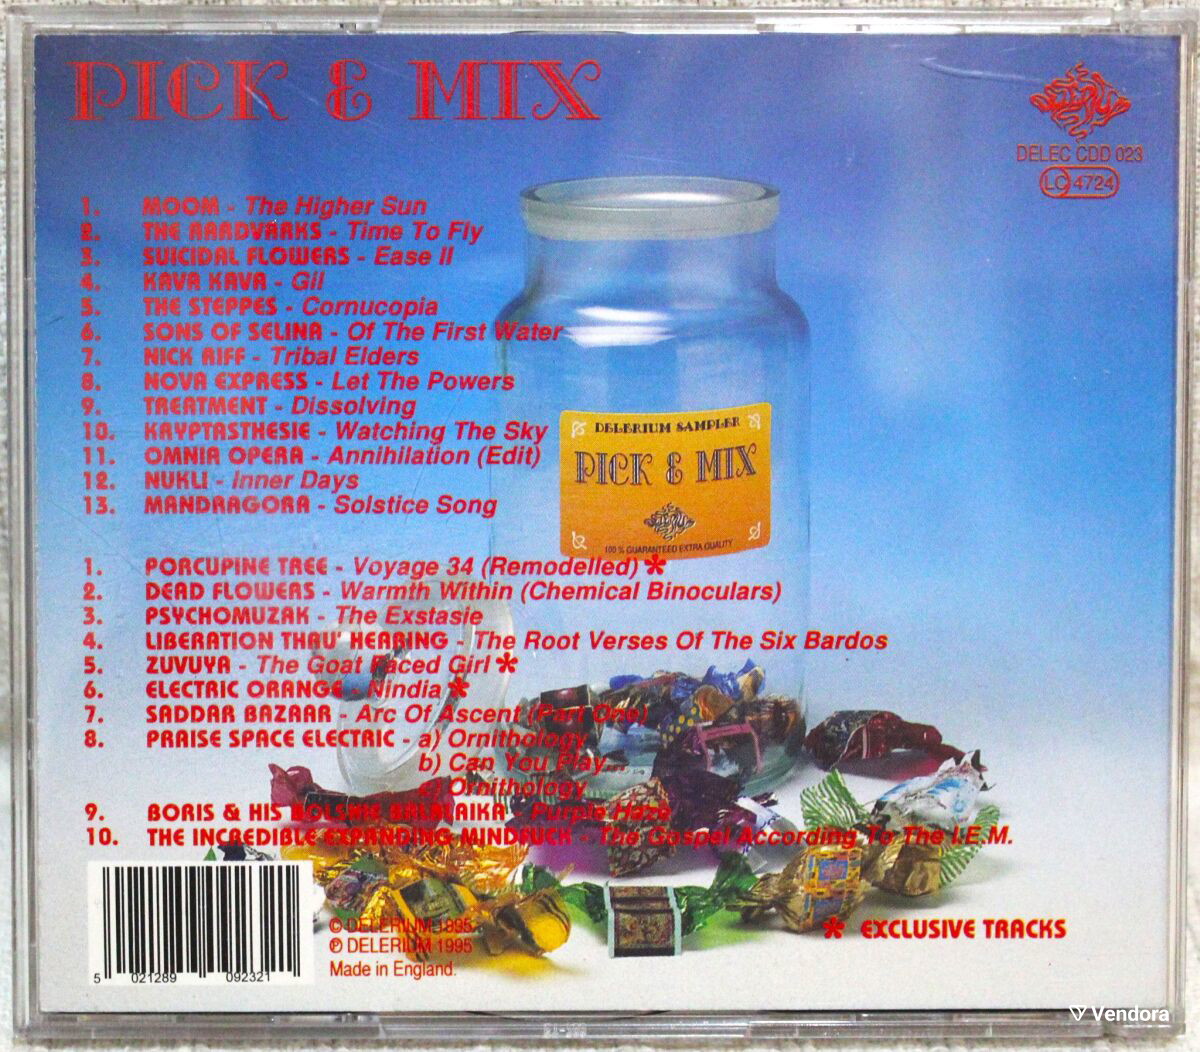 PICK & MIX
DELEC CDD 023
LC 4724
1. MOOM - The Higher Sun
2. THE AARDVARKS - Time To Fly
3. SUICIDAL FLOWERS - Ease II
4. KAVA KAVA - Gil
5. THE STEPPES - Cornucopia
6. SONS OF SELINA - Of The First Water
7. NICK RIFF - Tribal Elders
8. NOVA EXPRESS - Let The Powers
9. TREATMENT - Dissolving
10. KRYPTASTHESIE - Watching The Sky
11. OMNIA OPERA - Annihilation (Edit)
12. NUKLI - Inner Days
13. MANDRAGORA - Solstice Song
DELERIUM SAMPLER
PICK & MIX
100% GUARANTEED EXTRA QUALITY
1. PORCUPINE TREE - Voyage 34 (Remodelled) *
2. DEAD FLOWERS - Warmth Within (Chemical Binoculars)
3. PSYCHOMUZAK - The Exstasie
4. LIBERATION THRU' HEARING - The Root Verses Of The Six Bardos
5. ZUVUYA - The Goat Faced Girl *
6. ELECTRIC ORANGE - Nindia *
7. SADDAR BAZAAR - Arc Of Ascent (Part One)
8. PRAISE SPACE ELECTRIC - a) Ornithology
b) Can You Play...
c) Ornithology
9. BORIS & HIS BOLSHIE BALALAIKA - Purple Haze
10. THE INCREDIBLE EXPANDING MINDFUCK - The Gospel According To The I.E.M.
* EXCLUSIVE TRACKS
© DELERIUM 1995
℗ DELERIUM 1995
Made in England.
5 021289 092321
Vendora